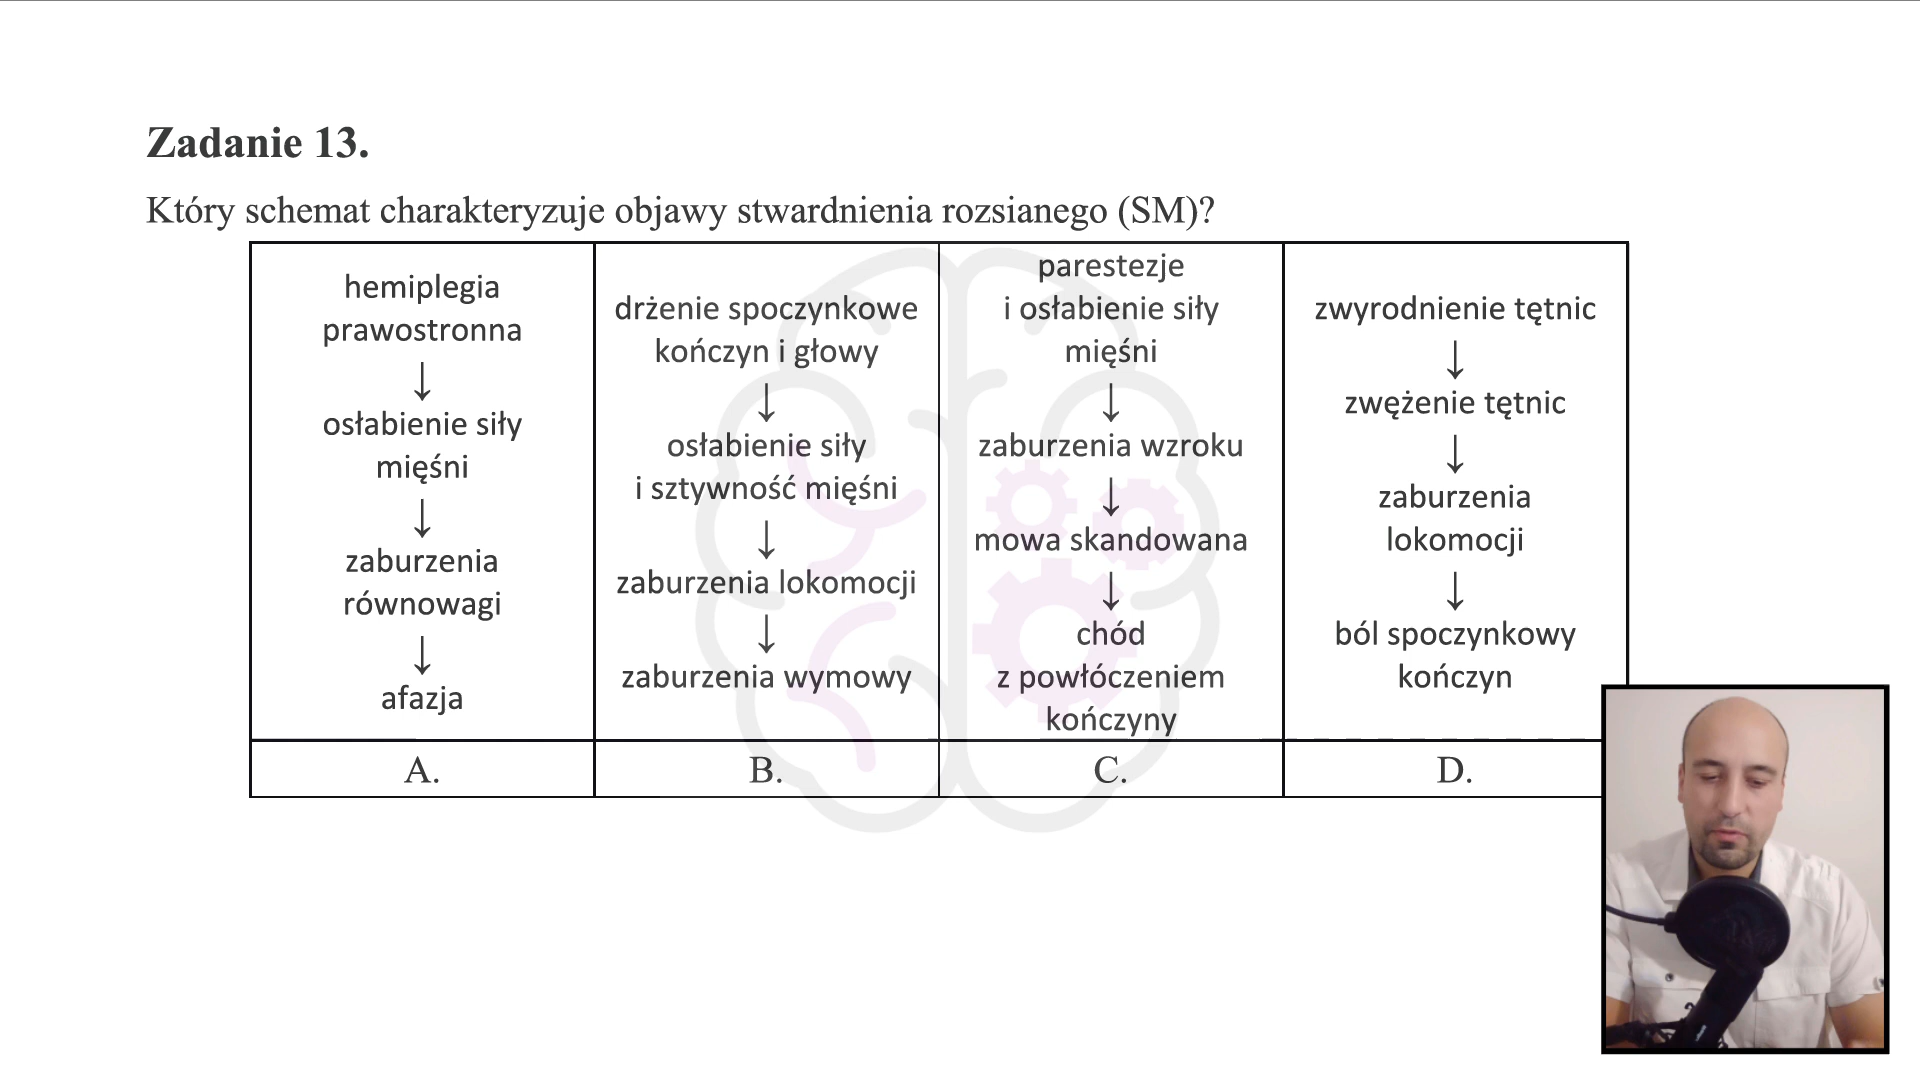 Zadanie 13.
Który schemat charakteryzuje objawy stwardnienia rozsianego (SM)?
hemiplegia
prawostronna
↓
osłabienie siły
mięśni
↓
zaburzenia
równowagi
↓
afazja
A.
drżenie spoczynkowe
kończyn i głowy
↓
osłabienie siły
i sztywność mięśni
↓
zaburzenia lokomocji
↓
zaburzenia wymowy
B.
parestezje
i osłabienie siły
mięśni
↓
zaburzenia wzroku
↓
mowa skandowana
↓
chód
z powłóczeniem
kończyny
C.
zwyrodnienie tętnic
↓
zwężenie tętnic
↓
zaburzenia
lokomocji
↓
ból spoczynkowy
kończyn
D.